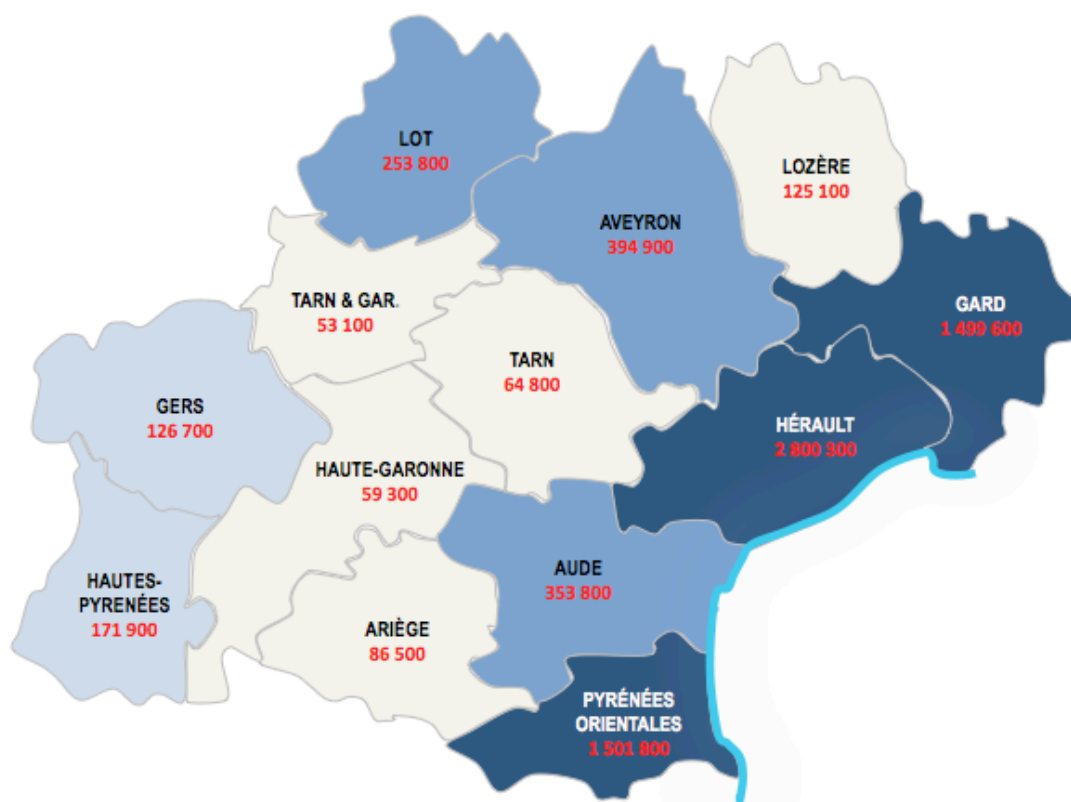 LOT
253 800
LOZÈRE
125 100
AVEYRON
394 900
TARN & GAR.
53 100
GARD
1 499 600
TARN
64 800
GERS
126 700
HÉRAULT
2 800 300
HAUTE-GARONNE
59 300
AUDE
353 800
HAUTES-
PYRENÉES
171 900
ARIÈGE
86 500
PYRÉNÉES
ORIENTALES
1 501 800